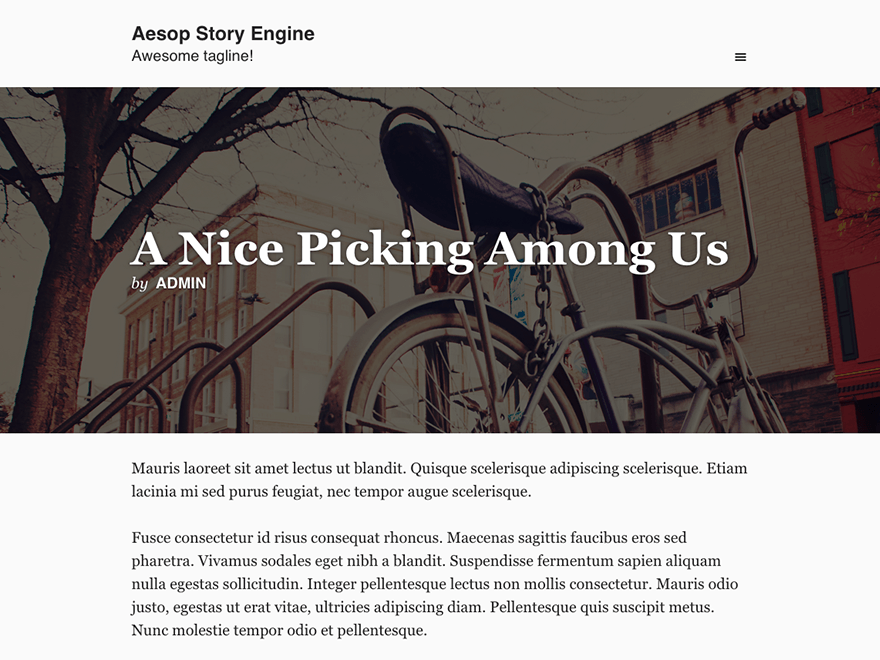 Aesop Story Engine
Awesome tagline!
A Nice Picking Among Us
by ADMIN
Mauris laoreet sit amet lectus ut blandit. Quisque scelerisque adipiscing scelerisque. Etiam
lacinia mi sed purus feugiat, nec tempor augue scelerisque.
Fusce consectetur id risus consequat rhoncus. Maecenas sagittis faucibus eros sed
pharetra. Vivamus sodales eget nibh a blandit. Suspendisse fermentum sapien aliquam
nulla egestas sollicitudin. Integer pellentesque lectus non mollis consectetur. Mauris odio
justo, egestas ut erat vitae, ultricies adipiscing diam. Pellentesque quis suscipit metus.
Nunc molestie tempor odio et pellentesque.